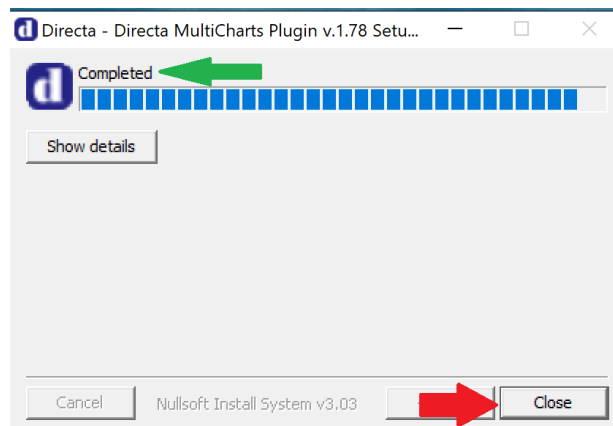 Directa - Directa MultiCharts Plugin v.1.78 Setu...
Completed
Show details
Cancel
Nullsoft Install System v3.03
Close